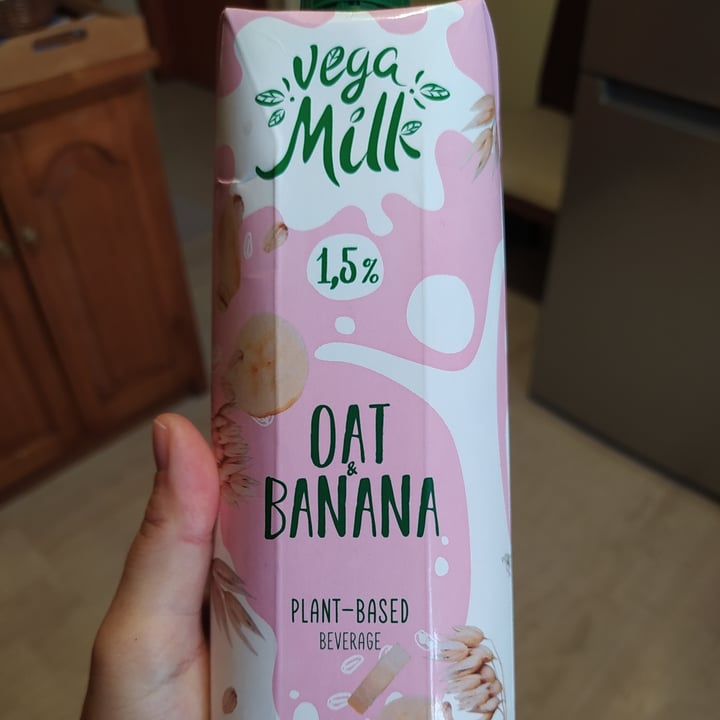 vega
Milk
1,5%
OAT
&
BANANA
PLANT-BASED
BEVERAGE